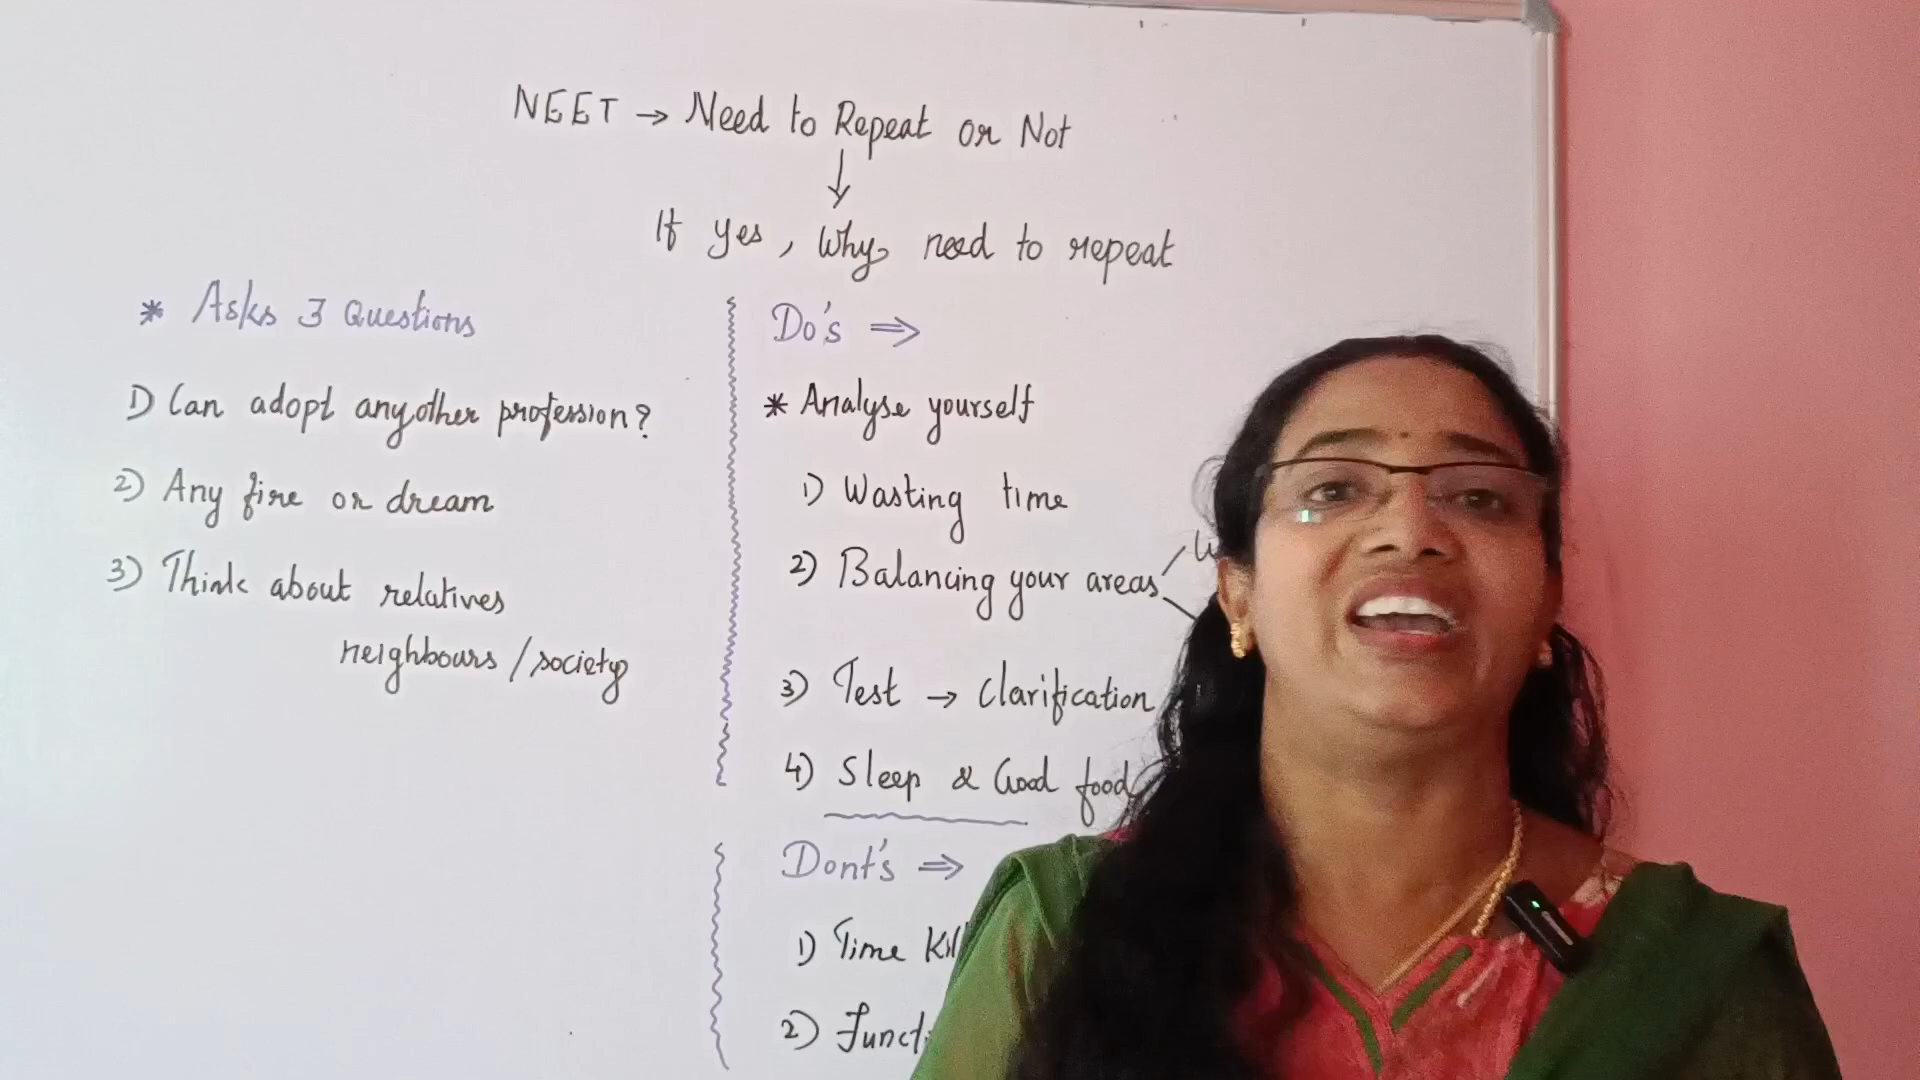 NEET → Need to Repeat or Not
↓
If yes, Why need to repeat
* Asks 3 Questions
1) Can adopt anyother profession?
2) Any fire or dream
3) Think about relatives
neighbours / society
Do's ⇒
* Analyse yourself
1) Wasting time
2) Balancing your areas
3) Test → Clarification
4) Sleep & Good food
Dont's ⇒
1) Time
2)